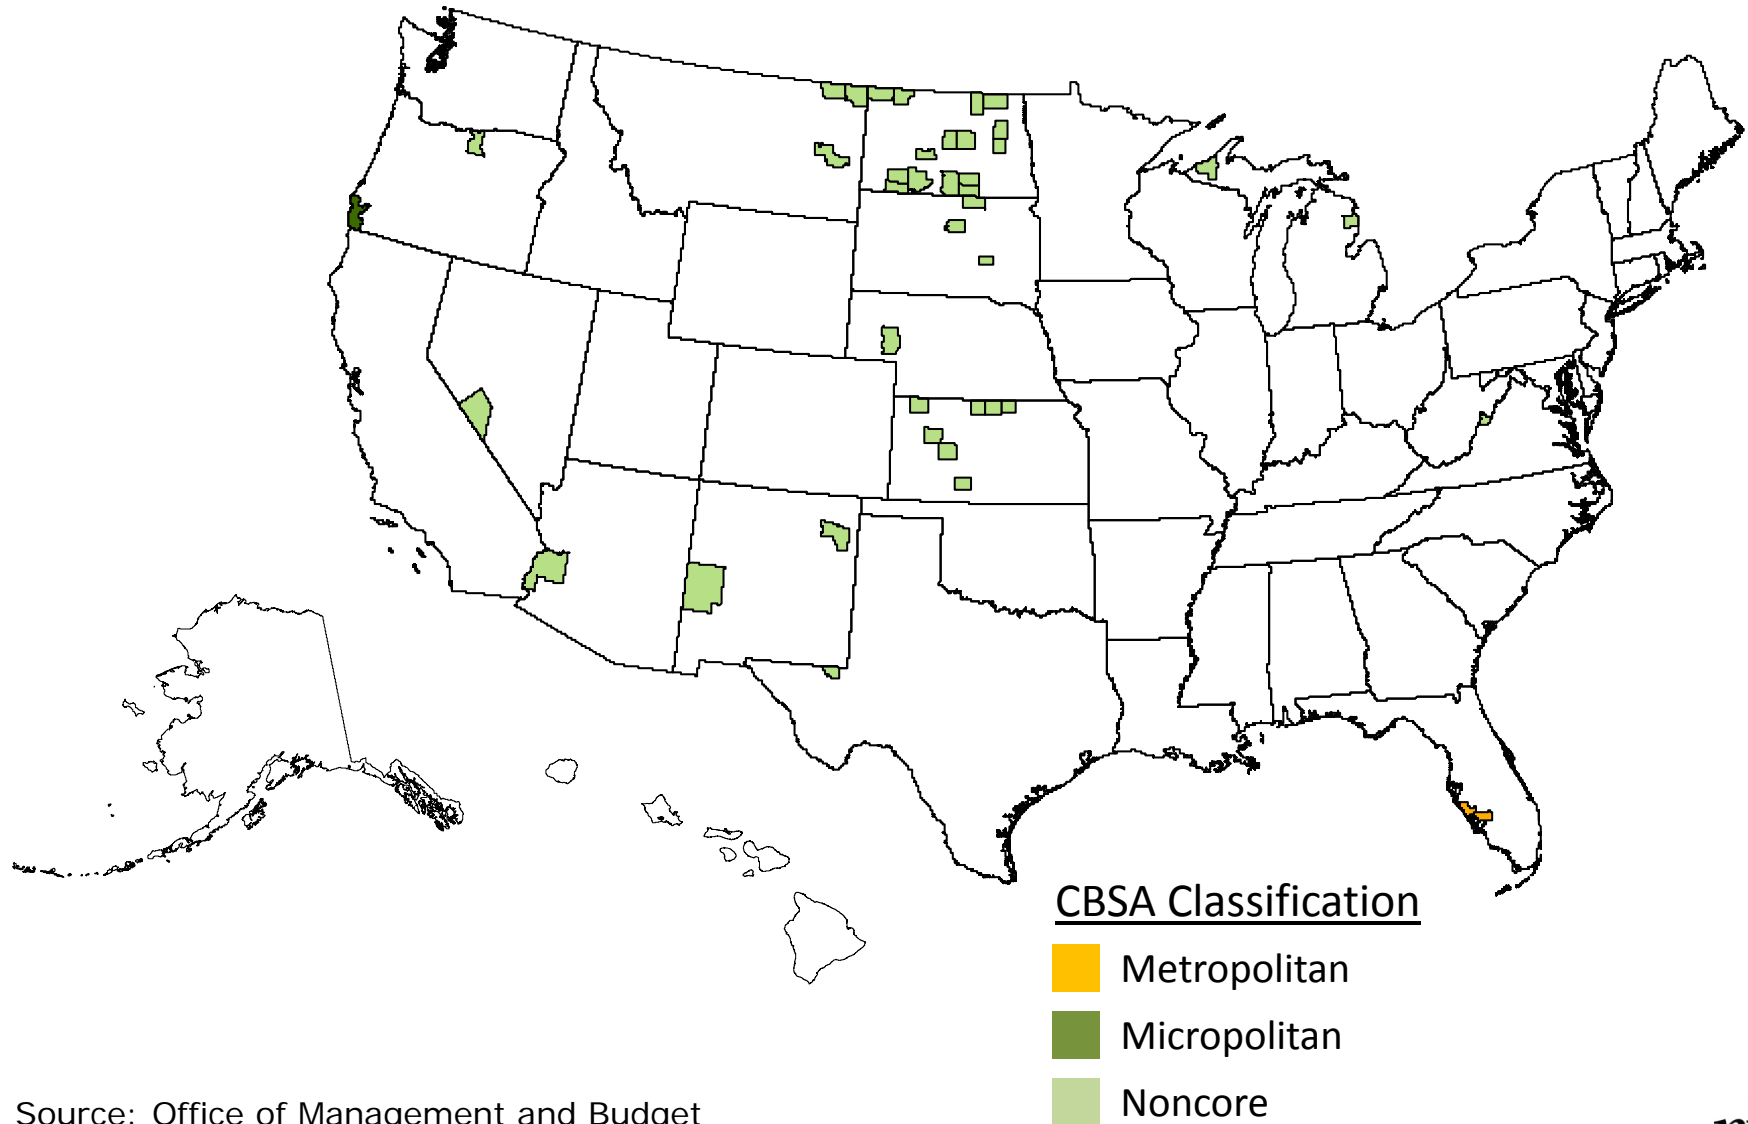 CBSA Classification
Metropolitan
Micropolitan
Noncore
Source: Office of Management and Budget